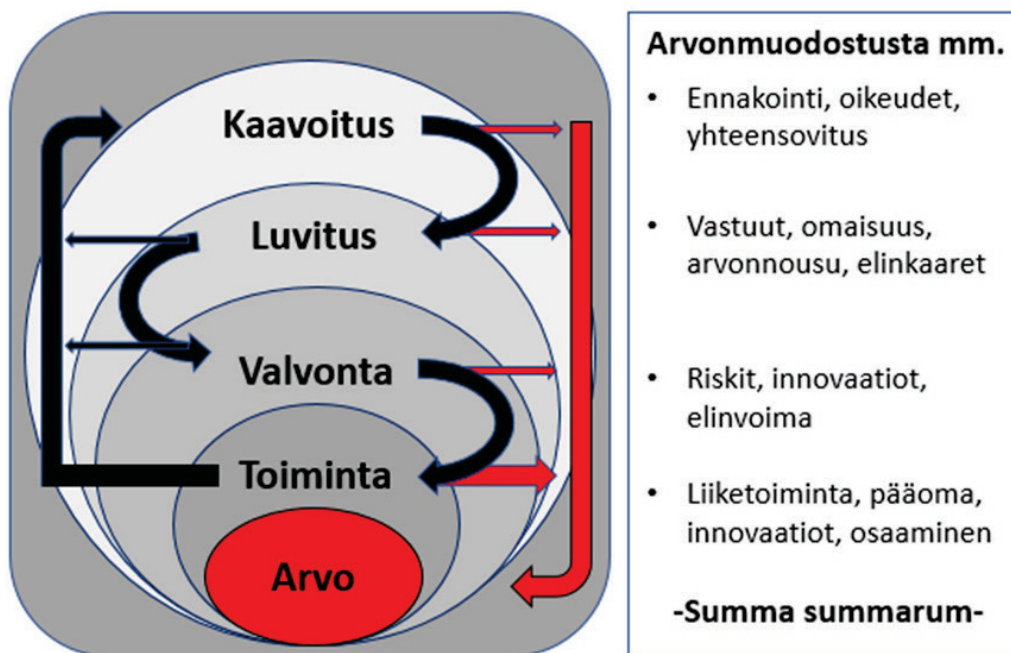 Kaavoitus
Luvitus
Valvonta
Toiminta
Arvo
Arvonmuodostusta mm.
• Ennakointi, oikeudet,
yhteensovitus
• Vastuut, omaisuus,
arvonnousu, elinkaaret
• Riskit, innovaatiot,
elinvoima
• Liiketoiminta, pääoma,
innovaatiot, osaaminen
-Summa summarum-